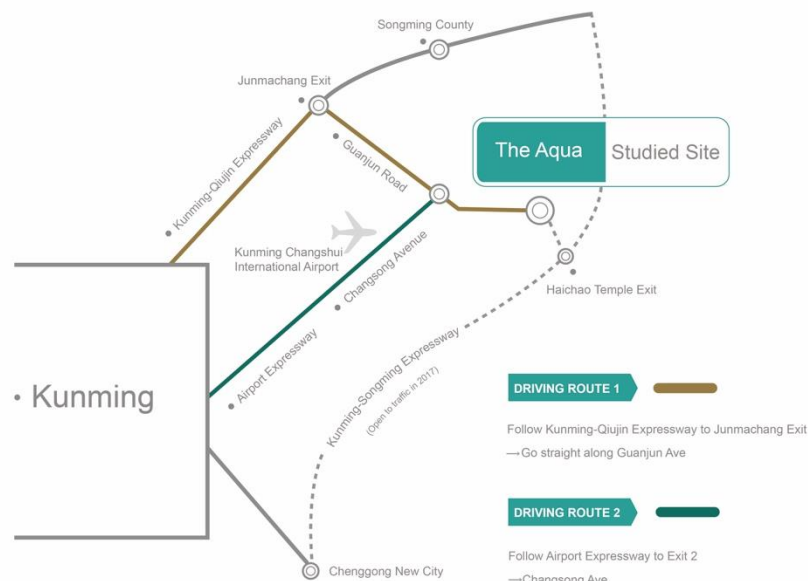 Songming County
Junmachang Exit
Kunming-Qiujin Expressway
Guanjun Road
The Aqua
Studied Site
Kunming Changshui
International Airport
Changsong Avenue
Haichao Temple Exit
Airport Expressway
Kunming-Songming Expressway
(Open to traffic in 2017)
· Kunming
Chenggong New City
DRIVING ROUTE 1
Follow Kunming-Qiujin Expressway to Junmachang Exit
→Go straight along Guanjun Ave
DRIVING ROUTE 2
Follow Airport Expressway to Exit 2
→Changsong Ave